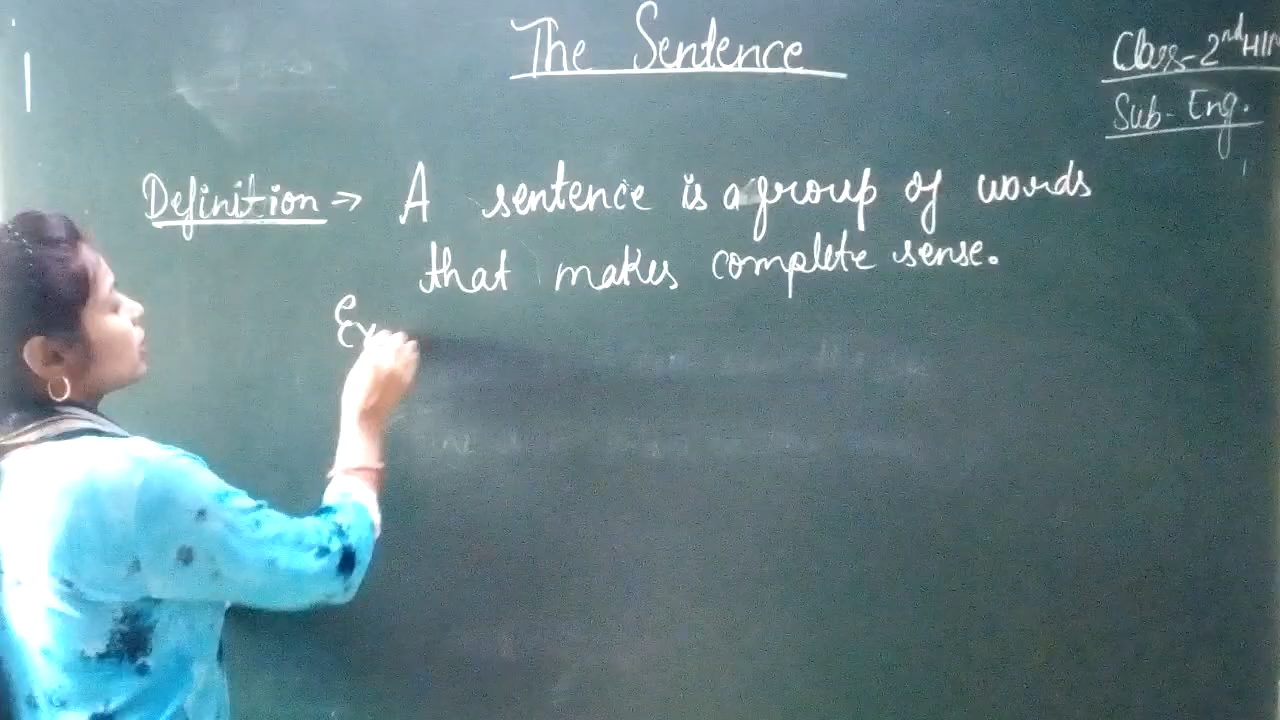 The Sentence
Class-2nd
Sub- Eng.
Definition → A sentence is a group of words
that makes complete sense.
Ex